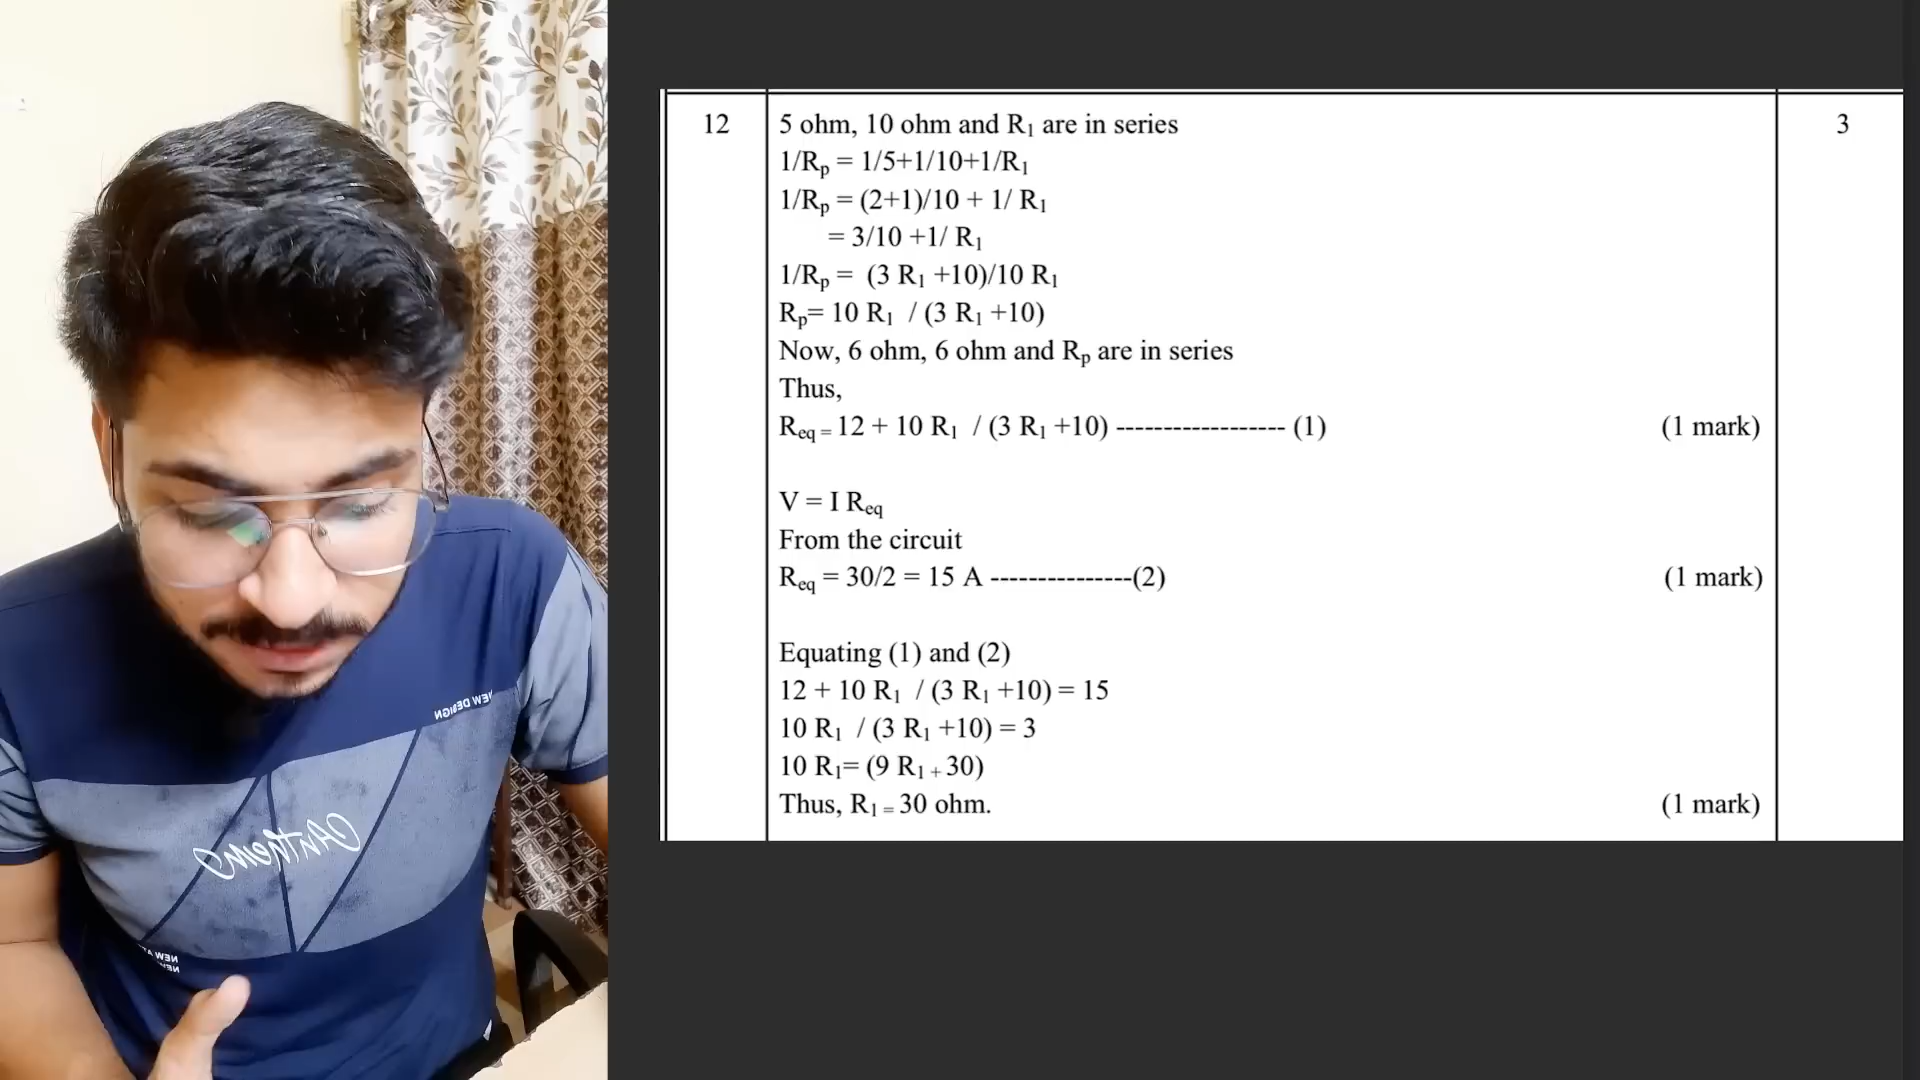 12
5 ohm, 10 ohm and R₁ are in series
3
1/Rₚ = 1/5+1/10+1/R₁
1/Rₚ = (2+1)/10 + 1/ R₁
= 3/10 +1/ R₁
1/Rₚ = (3 R₁ +10)/10 R₁
Rₚ= 10 R₁ / (3 R₁ +10)
Now, 6 ohm, 6 ohm and Rₚ are in series
Thus,
Req = 12 + 10 R₁ / (3 R₁ +10) ------------------ (1) (1 mark)
V = I Req
From the circuit
Req = 30/2 = 15 A ---------------(2) (1 mark)
Equating (1) and (2)
12 + 10 R₁ / (3 R₁ +10) = 15
10 R₁ / (3 R₁ +10) = 3
10 R₁= (9 R₁ + 30)
Thus, R₁ = 30 ohm. (1 mark)
NEW DESIGN
Anthem